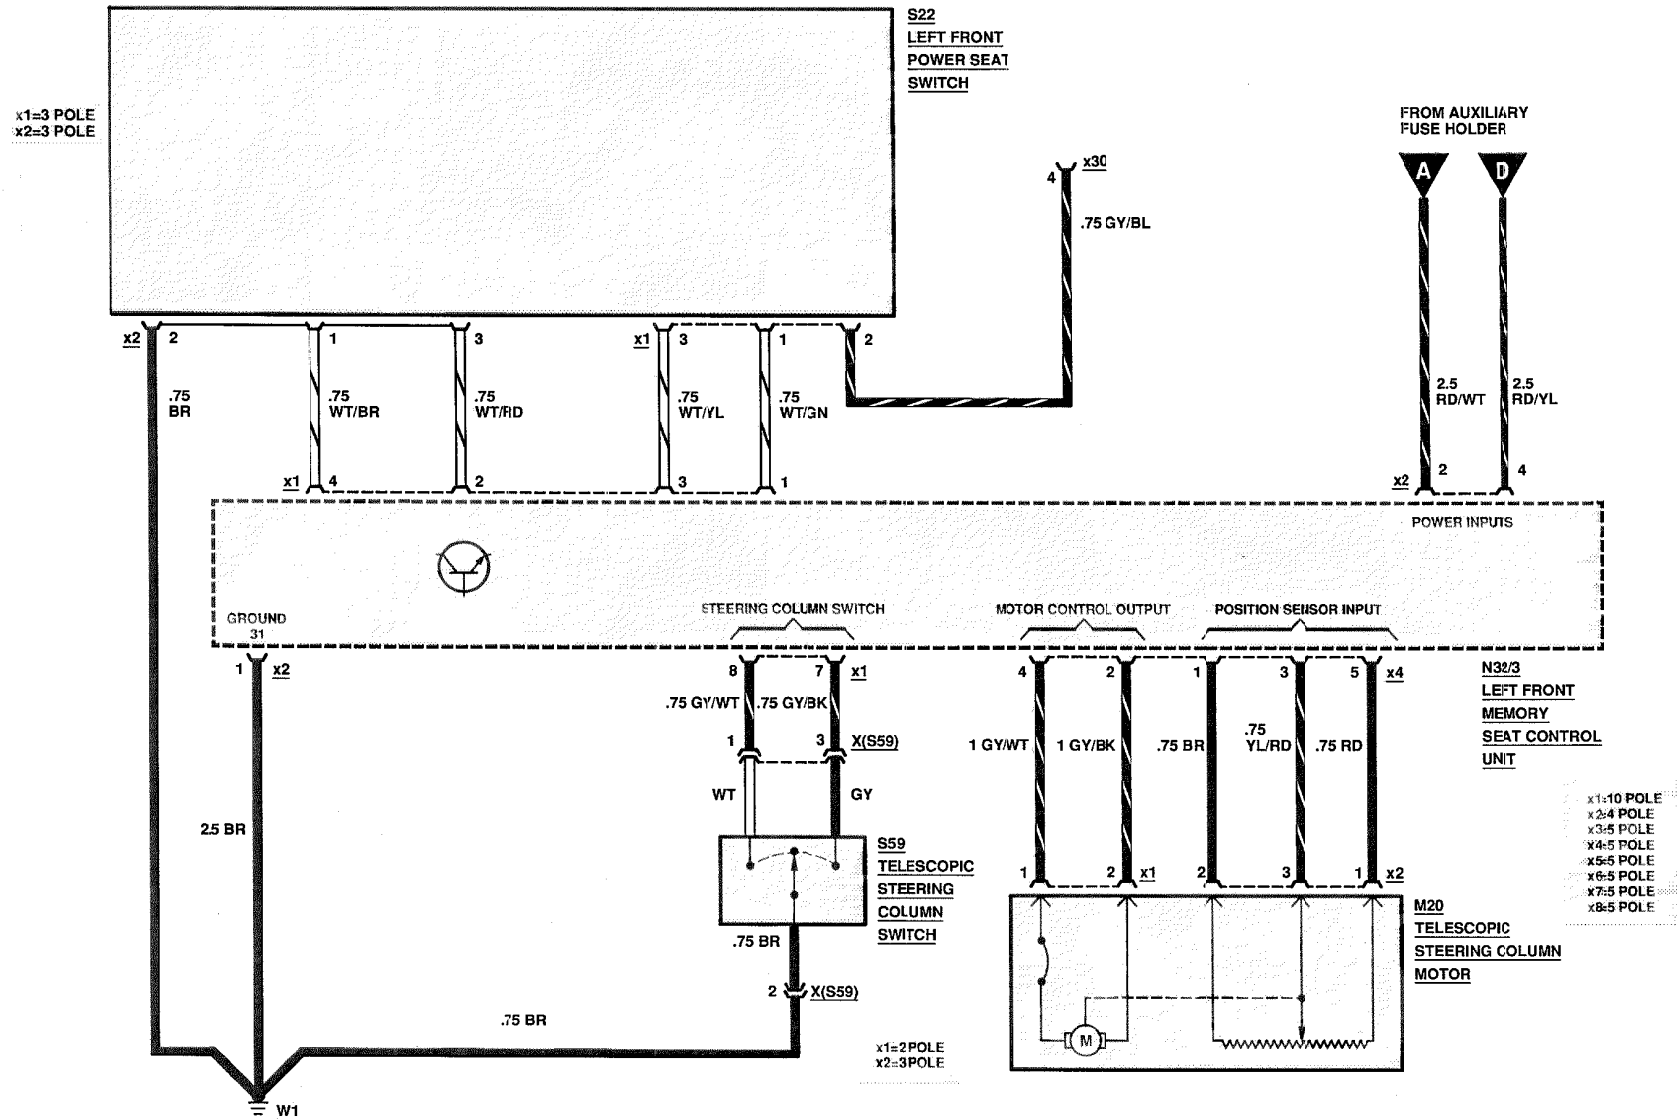 S22
LEFT FRONT
POWER SEAT
SWITCH
x1=3 POLE
x2=3 POLE
FROM AUXILIARY
FUSE HOLDER
A
D
x30
4
.75 GY/BL
x2
2
1
3
x1
3
1
2
.75
BR
.75
WT/BR
.75
WT/RD
.75
WT/YL
.75
WT/GN
2.5
RD/WT
2.5
RD/YL
x1
4
2
3
1
x2
2
4
POWER INPUTS
STEERING COLUMN SWITCH
MOTOR CONTROL OUTPUT
POSITION SENSOR INPUT
GROUND
31
1
x2
8
7
x1
4
2
1
3
5
x4
N32/3
LEFT FRONT
MEMORY
SEAT CONTROL
UNIT
.75 GY/WT
.75 GY/BK
1
3
X(S59)
1 GY/WT
1 GY/BK
.75 BR
.75
YL/RD
.75 RD
WT
GY
2.5 BR
x1=10 POLE
x2=4 POLE
x3=5 POLE
x4=5 POLE
x5=5 POLE
x6=5 POLE
x7=5 POLE
x8=5 POLE
S59
TELESCOPIC
STEERING
COLUMN
SWITCH
1
2
x1
2
3
1
x2
M20
TELESCOPIC
STEERING COLUMN
MOTOR
.75 BR
2
X(S59)
.75 BR
M
x1=2POLE
x2=3POLE
W1